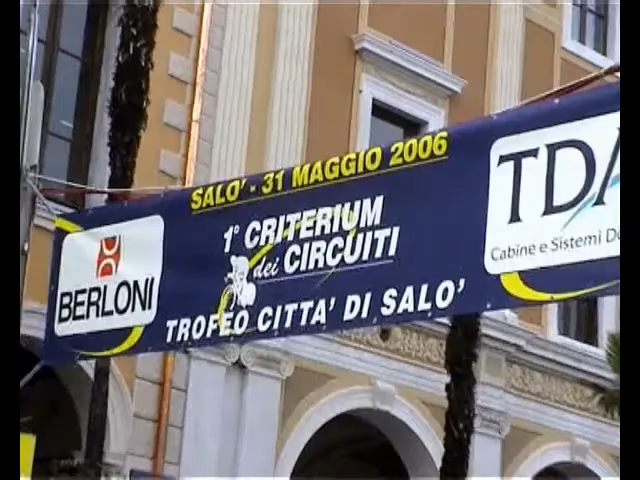 SALO' - 31 MAGGIO 2006
1° CRITERIUM
dei CIRCUITI
TROFEO CITTA' DI SALO'
BERLONI
TDA
Cabine e Sistemi